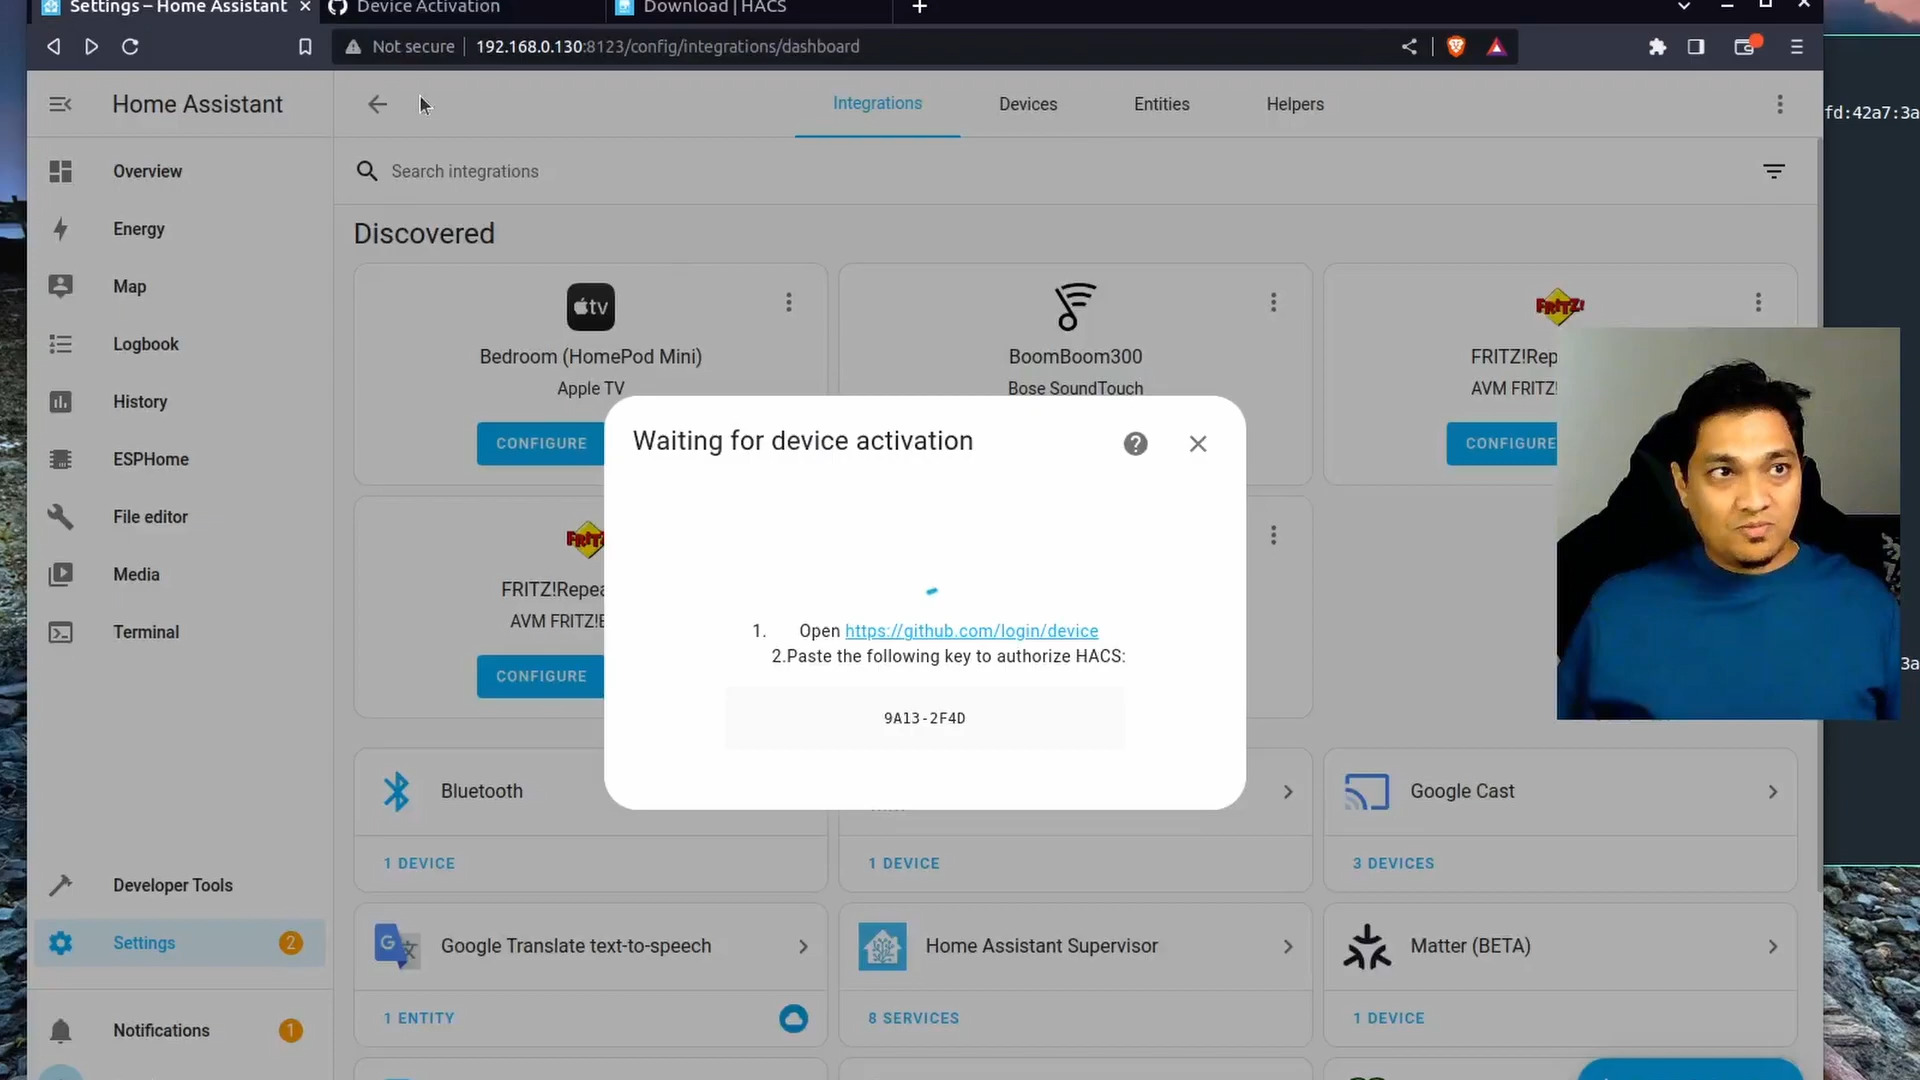 Settings – Home Assistant
Device Activation
Download | HACS
Not secure
192.168.0.130:8123/config/integrations/dashboard
Home Assistant
Integrations
Devices
Entities
Helpers
fd:42a7:3a
Overview
Energy
Map
Logbook
History
ESPHome
File editor
Media
Terminal
Developer Tools
Settings
2
Notifications
1
Search integrations
Discovered
tv
Bedroom (HomePod Mini)
Apple TV
CONFIGURE
BoomBoom300
Bose SoundTouch
FRITZ!
FRITZ!Rep
AVM FRITZ!
CONFIGURE
FRITZ!Repea
AVM FRITZ!B
CONFIGURE
Waiting for device activation
1. Open https://github.com/login/device
2.Paste the following key to authorize HACS:
9A13-2F4D
3a
Bluetooth
1 DEVICE
1 DEVICE
Google Cast
3 DEVICES
G
Google Translate text-to-speech
1 ENTITY
Home Assistant Supervisor
8 SERVICES
Matter (BETA)
1 DEVICE